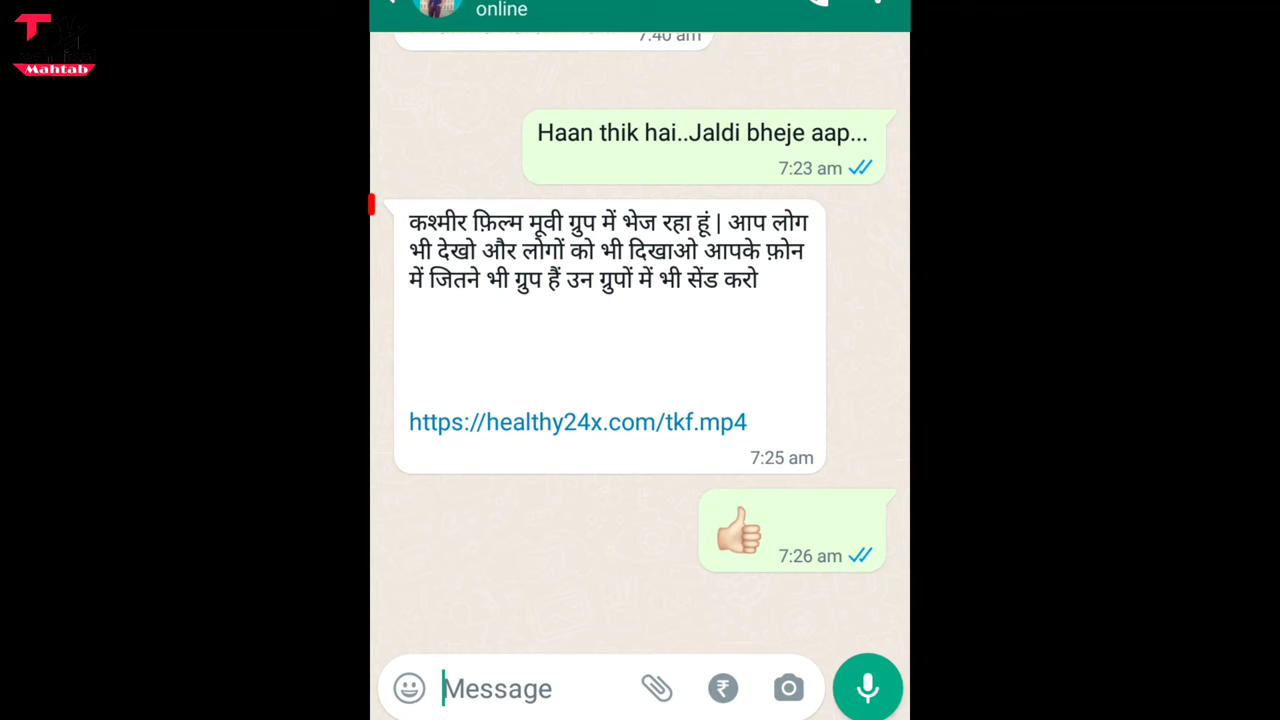 online
T
Mahtab
7:40 am
Haan thik hai..Jaldi bheje aap...
7:23 am
कश्मीर फ़िल्म मूवी ग्रुप में भेज रहा हूं | आप लोग
भी देखो और लोगों को भी दिखाओ आपके फ़ोन
में जितने भी ग्रुप हैं उन ग्रुपों में भी सेंड करो
https://healthy24x.com/tkf.mp4
7:25 am
7:26 am
Message